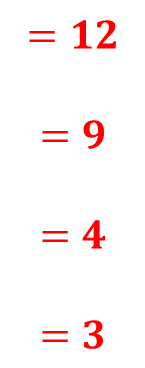 = 12
= 9
= 4
= 3